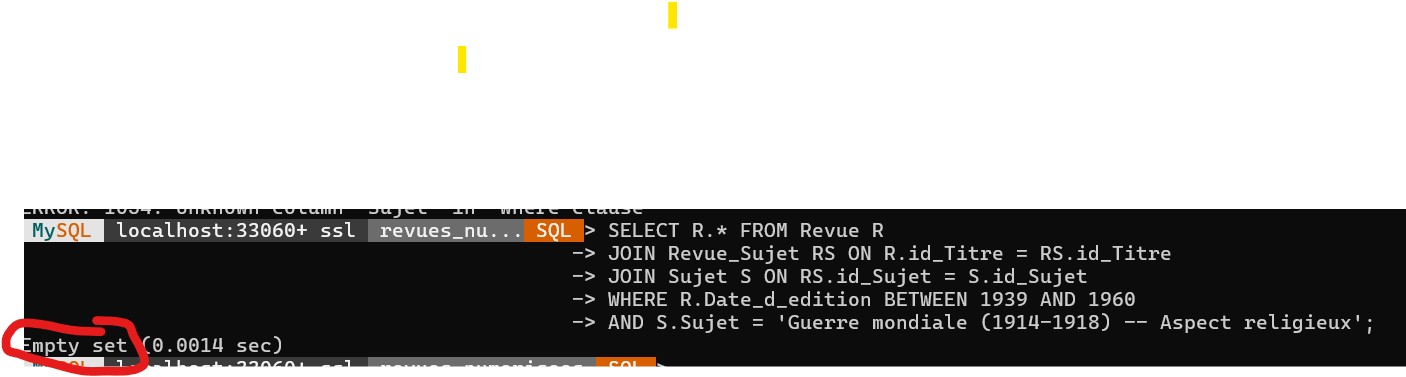 ERROR: 1054: Unknown column 'Sujet' in 'where clause'
MySQL localhost:33060+ ssl revues_nu... SQL > SELECT R.* FROM Revue R
-> JOIN Revue_Sujet RS ON R.id_Titre = RS.id_Titre
-> JOIN Sujet S ON RS.id_Sujet = S.id_Sujet
-> WHERE R.Date_d_edition BETWEEN 1939 AND 1960
-> AND S.Sujet = 'Guerre mondiale (1914-1918) -- Aspect religieux';
Empty set (0.0014 sec)
MySQL localhost:33060+ ssl revues_numerisees SQL >